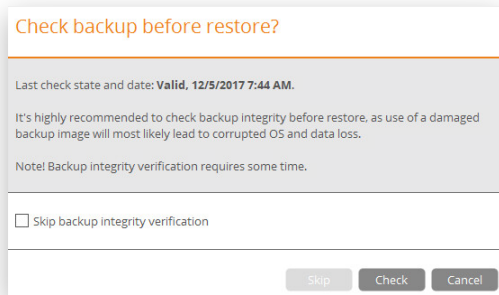 Check backup before restore?
Last check state and date: Valid, 12/5/2017 7:44 AM.
It's highly recommended to check backup integrity before restore, as use of a damaged
backup image will most likely lead to corrupted OS and data loss.
Note! Backup integrity verification requires some time.
Skip backup integrity verification
Skip Check Cancel